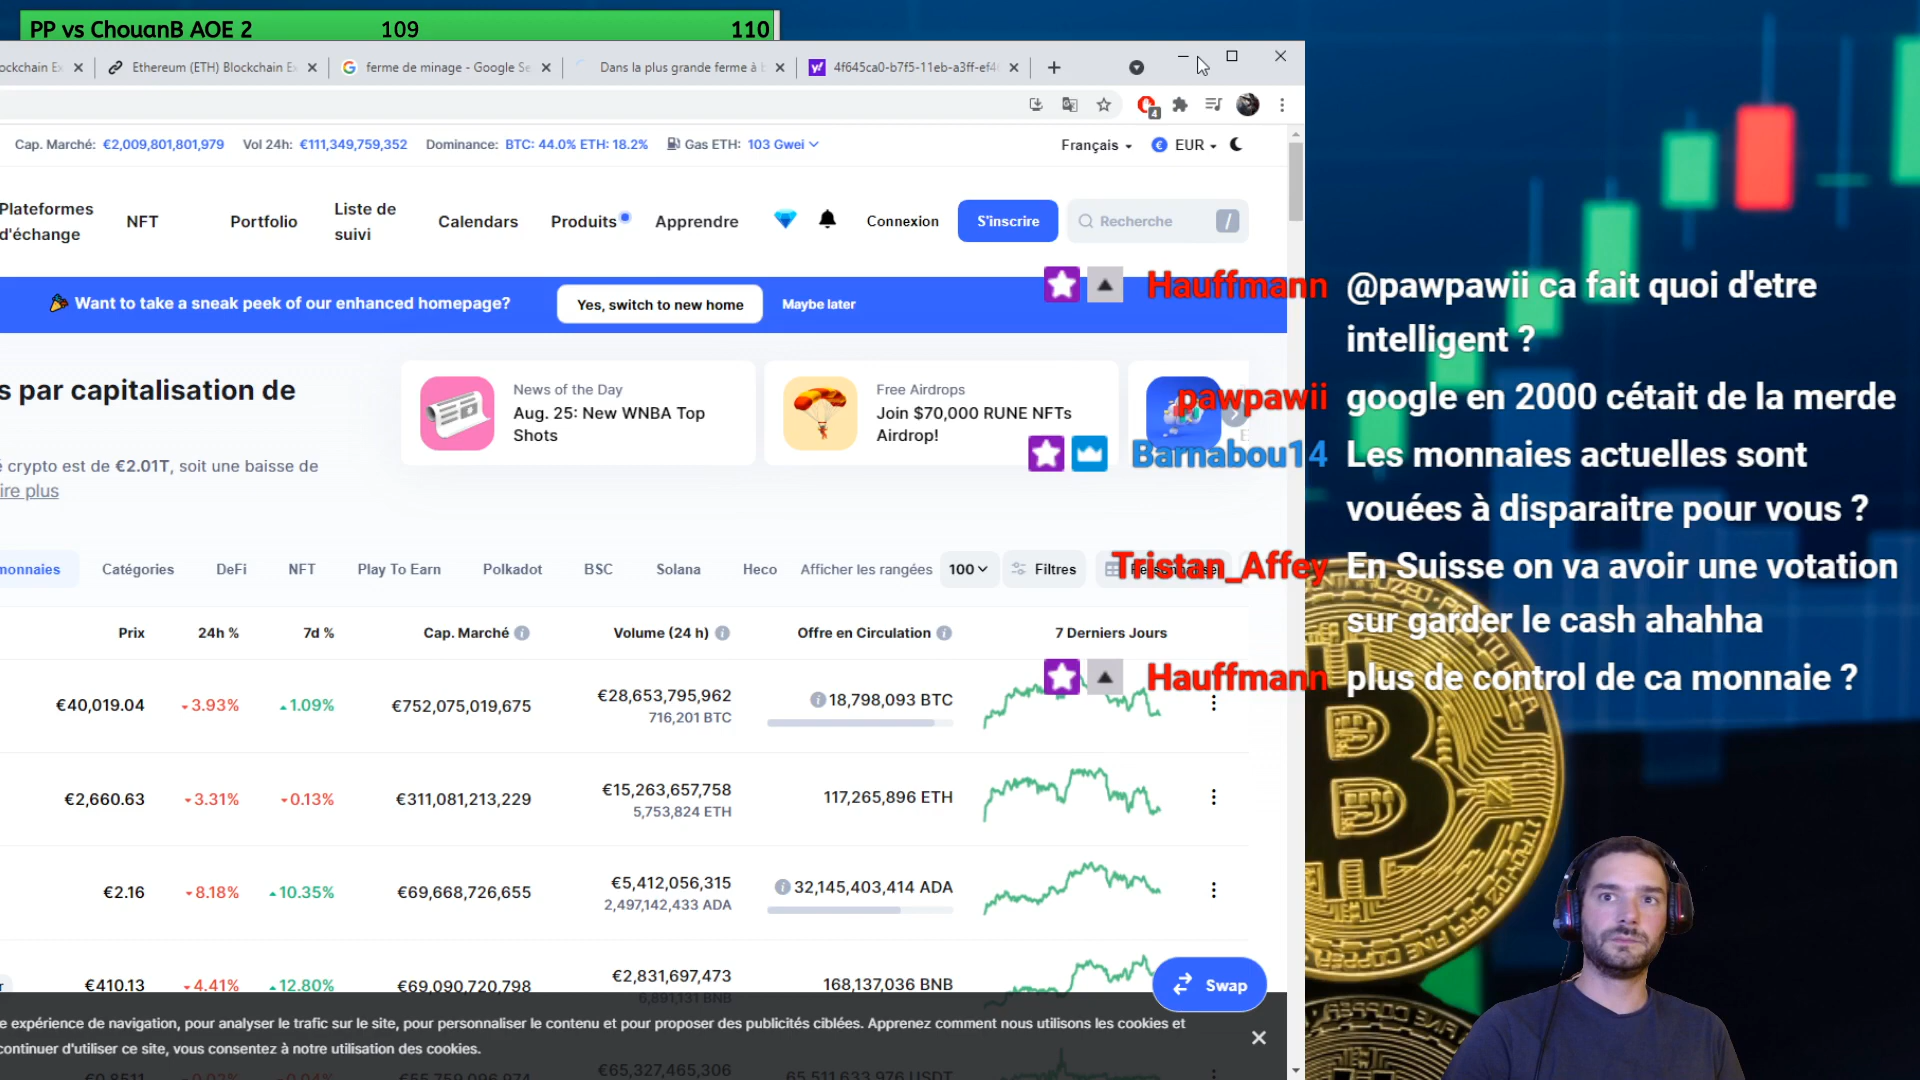 PP vs ChouanB AOE 2 109 110
ockchain Ex Ethereum (ETH) Blockchain Ex ferme de minage - Google Se Dans la plus grande ferme à b 4f645ca0-b7f5-11eb-a3ff-ef4
4
Cap. Marché: €2,009,801,801,979 Vol 24h: €111,349,759,352 Dominance: BTC: 44.0% ETH: 18.2% Gas ETH: 103 Gwei Français EUR
Plateformes d'échange NFT Portfolio Liste de suivi Calendars Produits Apprendre Connexion S'inscrire Recherche /
Want to take a sneak peek of our enhanced homepage? Yes, switch to new home Maybe later
s par capitalisation de
News of the Day
Aug. 25: New WNBA Top
Shots
Free Airdrops
Join $70,000 RUNE NFTs
Airdrop!
é crypto est de €2.01T, soit une baisse de
ire plus
monnaies Catégories DeFi NFT Play To Earn Polkadot BSC Solana Heco Afficher les rangées 100 Filtres
Prix 24h % 7d % Cap. Marché Volume (24 h) Offre en Circulation 7 Derniers Jours
€40,019.04 3.93% 1.09% €752,075,019,675 €28,653,795,962 18,798,093 BTC
716,201 BTC
€2,660.63 3.31% 0.13% €311,081,213,229 €15,263,657,758 117,265,896 ETH
5,753,824 ETH
€2.16 8.18% 10.35% €69,668,726,655 €5,412,056,315 32,145,403,414 ADA
2,497,142,433 ADA
€410.13 4.41% 12.80% €69,090,720,798 €2,831,697,473 168,137,036 BNB
6,891,131 BNB
Swap
e expérience de navigation, pour analyser le trafic sur le site, pour personnaliser le contenu et pour proposer des publicités ciblées. Apprenez comment nous utilisons les cookies et
continuer d'utiliser ce site, vous consentez à notre utilisation des cookies.
€65,327,465,306
Hauffmann @pawpawii ca fait quoi d'etre
intelligent ?
pawpawii google en 2000 cétait de la merde
Barnabou14 Les monnaies actuelles sont
vouées à disparaitre pour vous ?
Tristan_Affey En Suisse on va avoir une votation
sur garder le cash ahahha
Hauffmann plus de control de ca monnaie ?